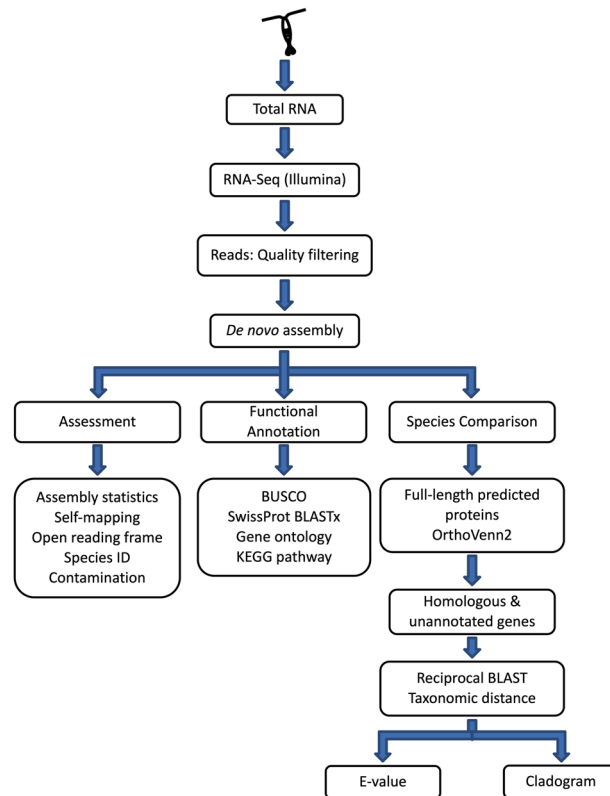 Total RNA
RNA-Seq (Illumina)
Reads: Quality filtering
De novo assembly
Assessment
Functional
Annotation
Species Comparison
Assembly statistics
Self-mapping
Open reading frame
Species ID
Contamination
BUSCO
SwissProt BLASTx
Gene ontology
KEGG pathway
Full-length predicted
proteins
OrthoVenn2
Homologous &
unannotated genes
Reciprocal BLAST
Taxonomic distance
E-value
Cladogram